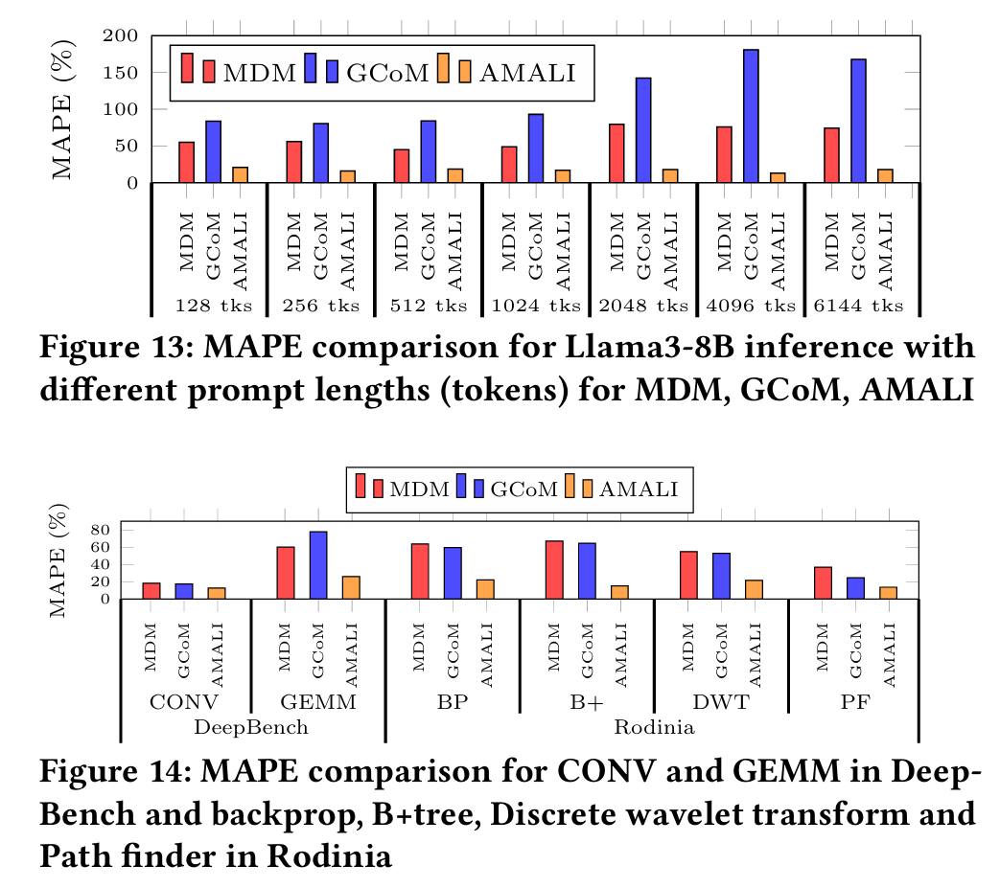 MAPE (%)
200
150
100
50
0
MDM GCoM AMALI
MDM GCoM AMALI MDM GCoM AMALI MDM GCoM AMALI MDM GCoM AMALI MDM GCoM AMALI MDM GCoM AMALI MDM GCoM AMALI
128 tks 256 tks 512 tks 1024 tks 2048 tks 4096 tks 6144 tks
Figure 13: MAPE comparison for Llama3-8B inference with
different prompt lengths (tokens) for MDM, GCoM, AMALI
MDM GCoM AMALI
MAPE (%)
80
60
40
20
0
MDM GCoM AMALI MDM GCoM AMALI MDM GCoM AMALI MDM GCoM AMALI MDM GCoM AMALI MDM GCoM AMALI
CONV GEMM BP B+ DWT PF
DeepBench Rodinia
Figure 14: MAPE comparison for CONV and GEMM in Deep-
Bench and backprop, B+tree, Discrete wavelet transform and
Path finder in Rodinia